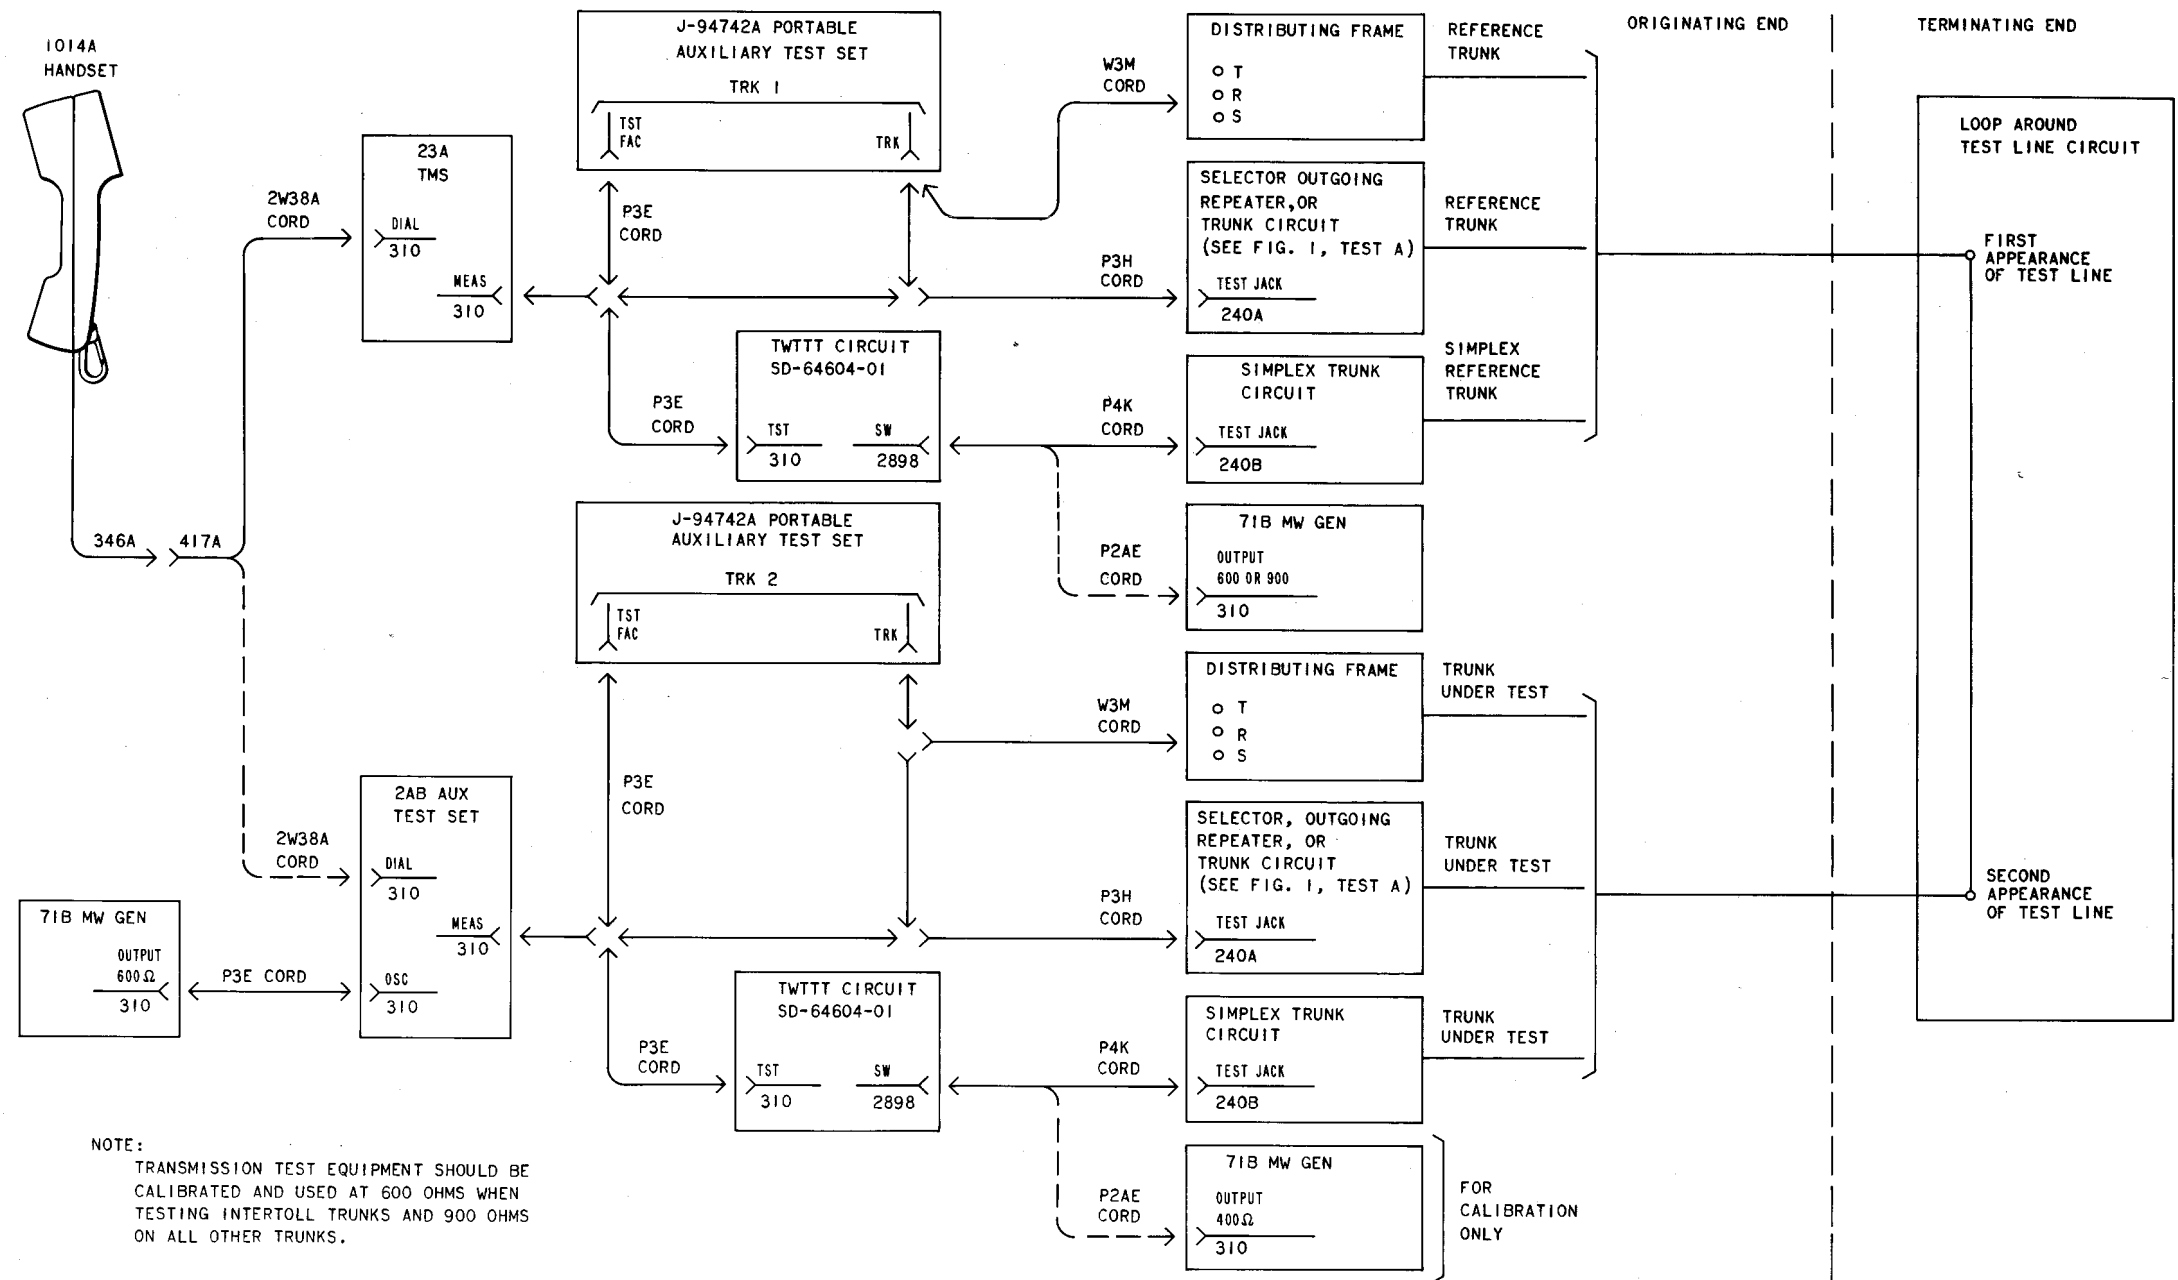 1014A
HANDSET
346A
417A
2W38A
CORD
23A
TMS
DIAL
310
MEAS
310
J-94742A PORTABLE
AUXILIARY TEST SET
TRK 1
TST
FAC
TRK
P3E
CORD
W3M
CORD
P3H
CORD
P3E
CORD
TWTTT CIRCUIT
SD-64604-01
TST
310
SW
289B
P4K
CORD
P2AE
CORD
DISTRIBUTING FRAME
T
R
S
REFERENCE
TRUNK
SELECTOR OUTGOING
REPEATER,OR
TRUNK CIRCUIT
(SEE FIG. 1, TEST A)
TEST JACK
240A
REFERENCE
TRUNK
SIMPLEX TRUNK
CIRCUIT
TEST JACK
240B
SIMPLEX
REFERENCE
TRUNK
71B MW GEN
OUTPUT
600 OR 900
310
ORIGINATING END
TERMINATING END
LOOP AROUND
TEST LINE CIRCUIT
FIRST
APPEARANCE
OF TEST LINE
SECOND
APPEARANCE
OF TEST LINE
2W38A
CORD
71B MW GEN
OUTPUT
600Ω
310
P3E CORD
2AB AUX
TEST SET
DIAL
310
MEAS
310
OSC
310
J-94742A PORTABLE
AUXILIARY TEST SET
TRK 2
TST
FAC
TRK
P3E
CORD
W3M
CORD
P3H
CORD
P3E
CORD
TWTTT CIRCUIT
SD-64604-01
TST
310
SW
289B
P4K
CORD
P2AE
CORD
DISTRIBUTING FRAME
T
R
S
TRUNK
UNDER TEST
SELECTOR, OUTGOING
REPEATER, OR
TRUNK CIRCUIT
(SEE FIG. 1, TEST A)
TEST JACK
240A
TRUNK
UNDER TEST
SIMPLEX TRUNK
CIRCUIT
TEST JACK
240B
TRUNK
UNDER TEST
71B MW GEN
OUTPUT
400Ω
310
FOR
CALIBRATION
ONLY
NOTE:
TRANSMISSION TEST EQUIPMENT SHOULD BE
CALIBRATED AND USED AT 600 OHMS WHEN
TESTING INTERTOLL TRUNKS AND 900 OHMS
ON ALL OTHER TRUNKS.